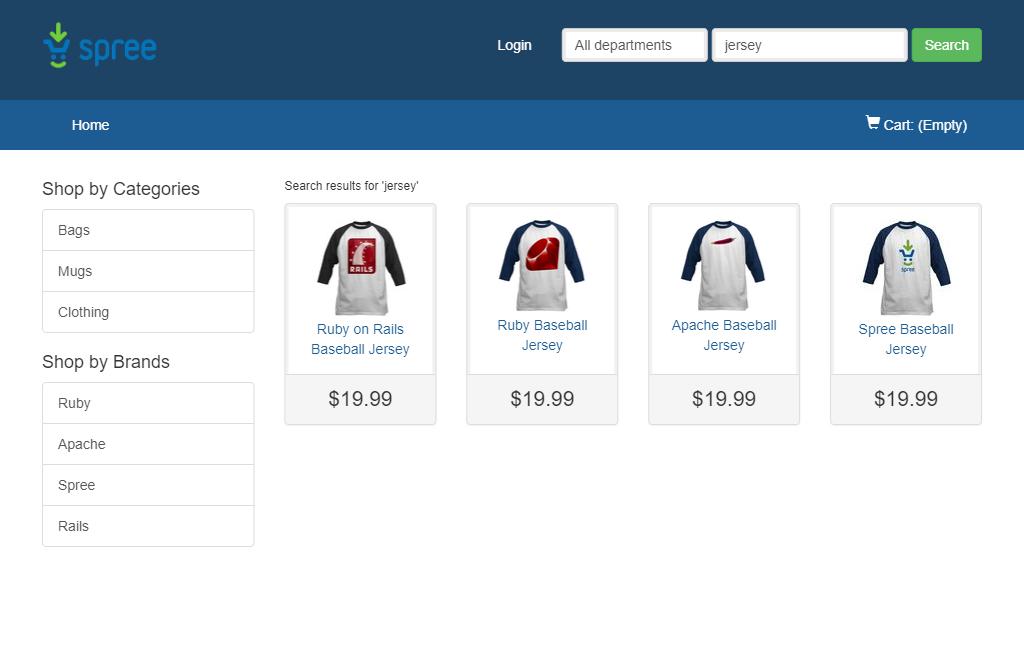 spree
Login
All departments
jersey
Search
Home
Cart: (Empty)
Shop by Categories
Bags
Mugs
Clothing
Shop by Brands
Ruby
Apache
Spree
Rails
Search results for 'jersey'
RAILS
Ruby on Rails
Baseball Jersey
$19.99
Ruby Baseball
Jersey
$19.99
Apache Baseball
Jersey
$19.99
spree
Spree Baseball
Jersey
$19.99